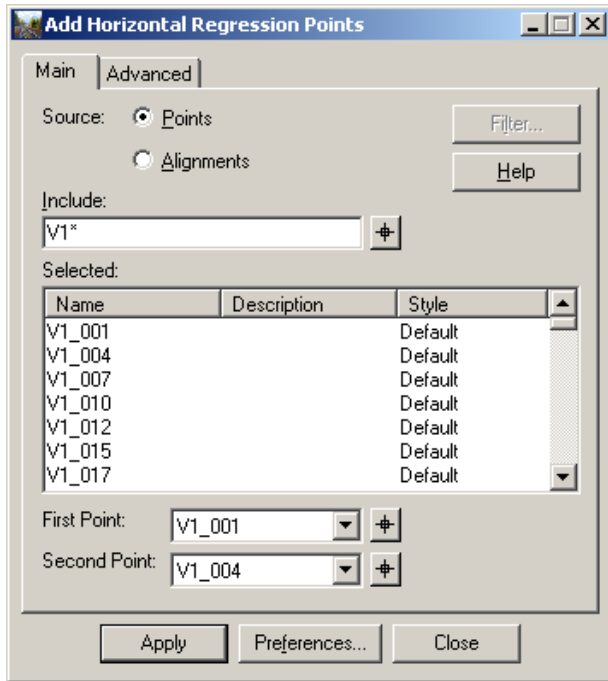 Add Horizontal Regression Points
Main Advanced
Source: Points
Filter...
Alignments
Help
Include:
V1*
Selected:
Name Description Style
V1_001 Default
V1_004 Default
V1_007 Default
V1_010 Default
V1_012 Default
V1_015 Default
V1_017 Default
First Point: V1_001
Second Point: V1_004
Apply Preferences... Close